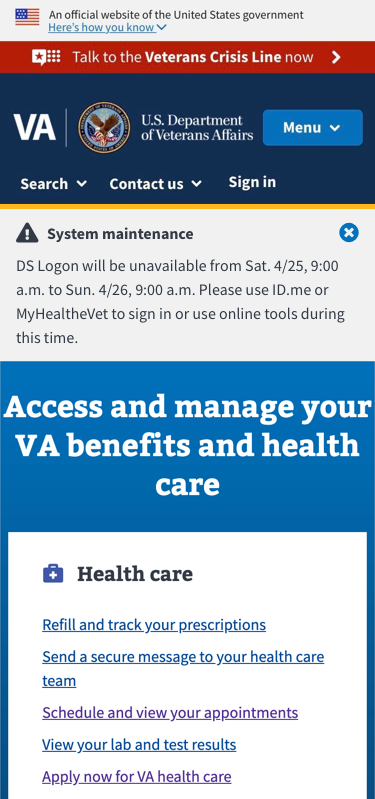 An official website of the United States government
Here's how you know
Talk to the Veterans Crisis Line now
VA
U.S. Department
of Veterans Affairs
Menu
Search
Contact us
Sign in
System maintenance
DS Logon will be unavailable from Sat. 4/25, 9:00
a.m. to Sun. 4/26, 9:00 a.m. Please use ID.me or
MyHealtheVet to sign in or use online tools during
this time.
Access and manage your
VA benefits and health
care
Health care
Refill and track your prescriptions
Send a secure message to your health care
team
Schedule and view your appointments
View your lab and test results
Apply now for VA health care